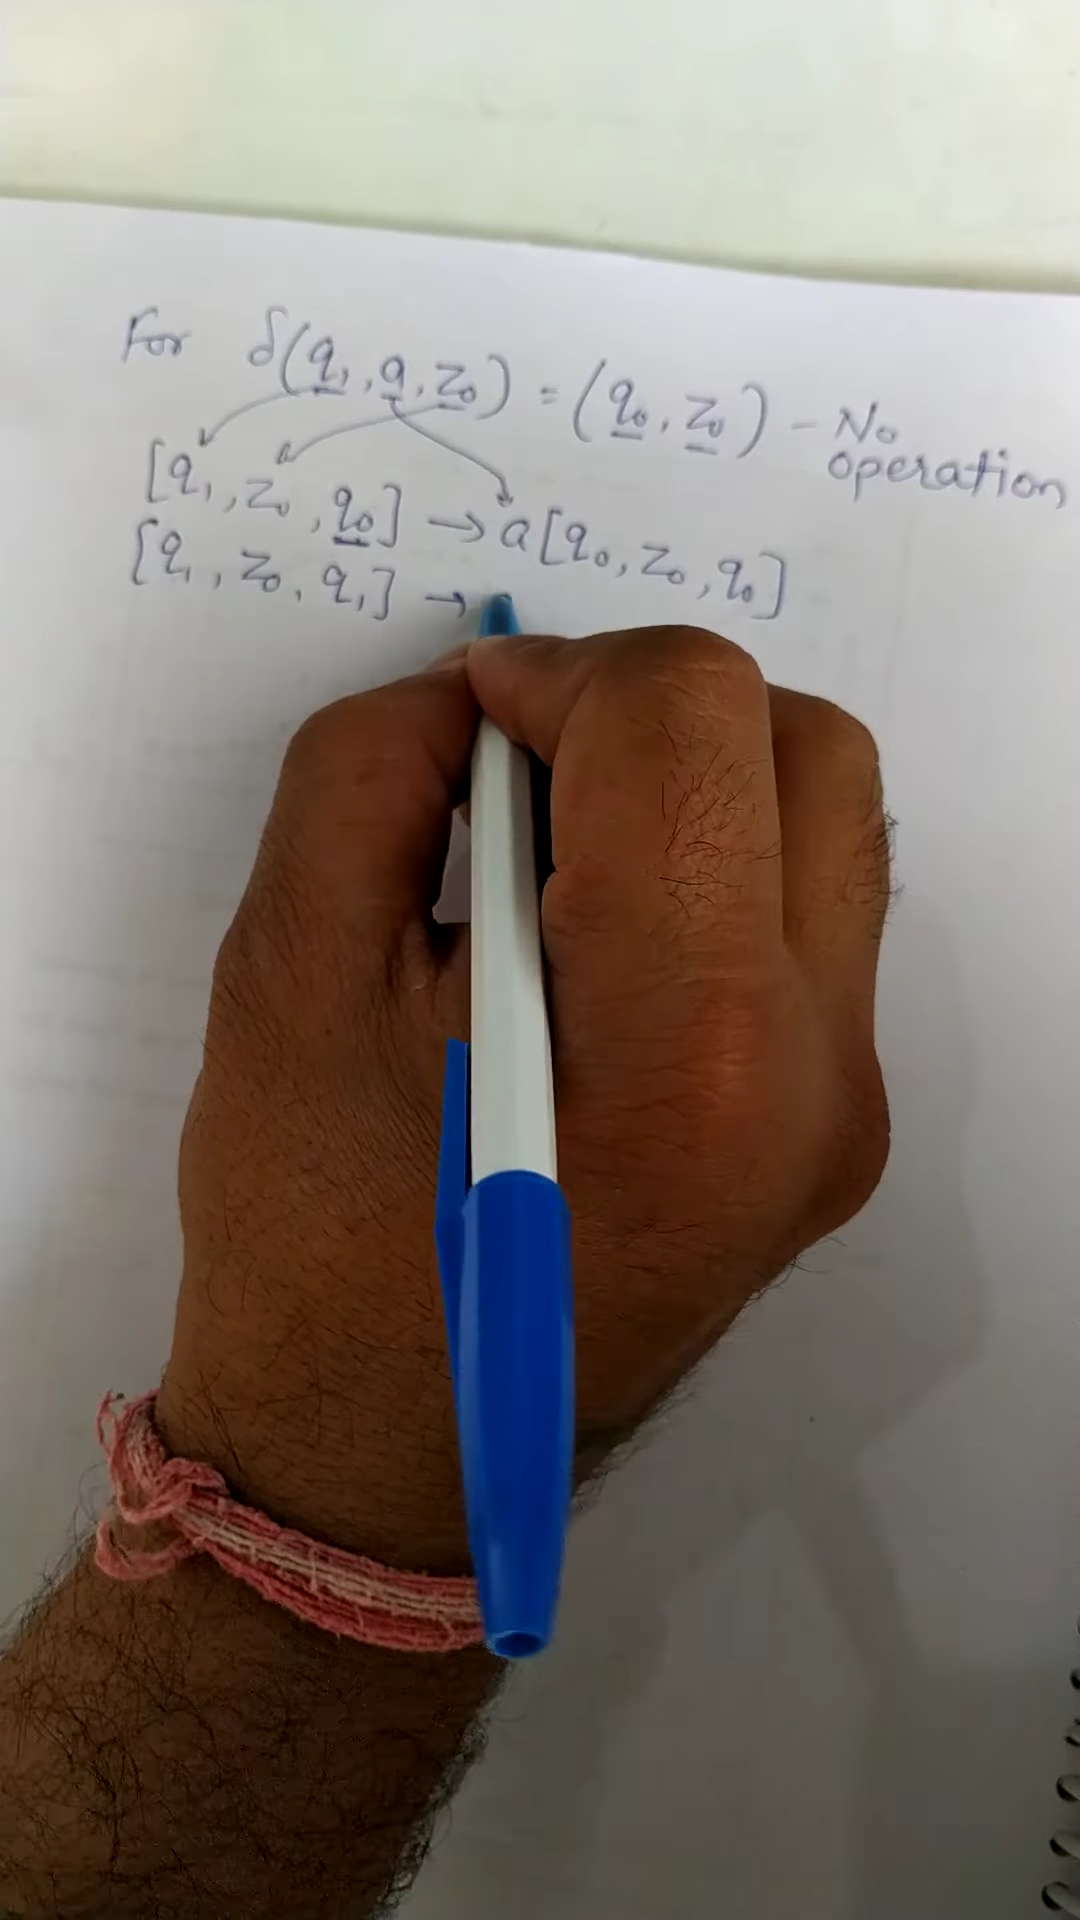 For δ(q₁, a, z₀) = (q₀, z₀) – No operation
[q₁, z₀, q₀] → a[q₀, z₀, q₀]
[q₁, z₀, q₁] →